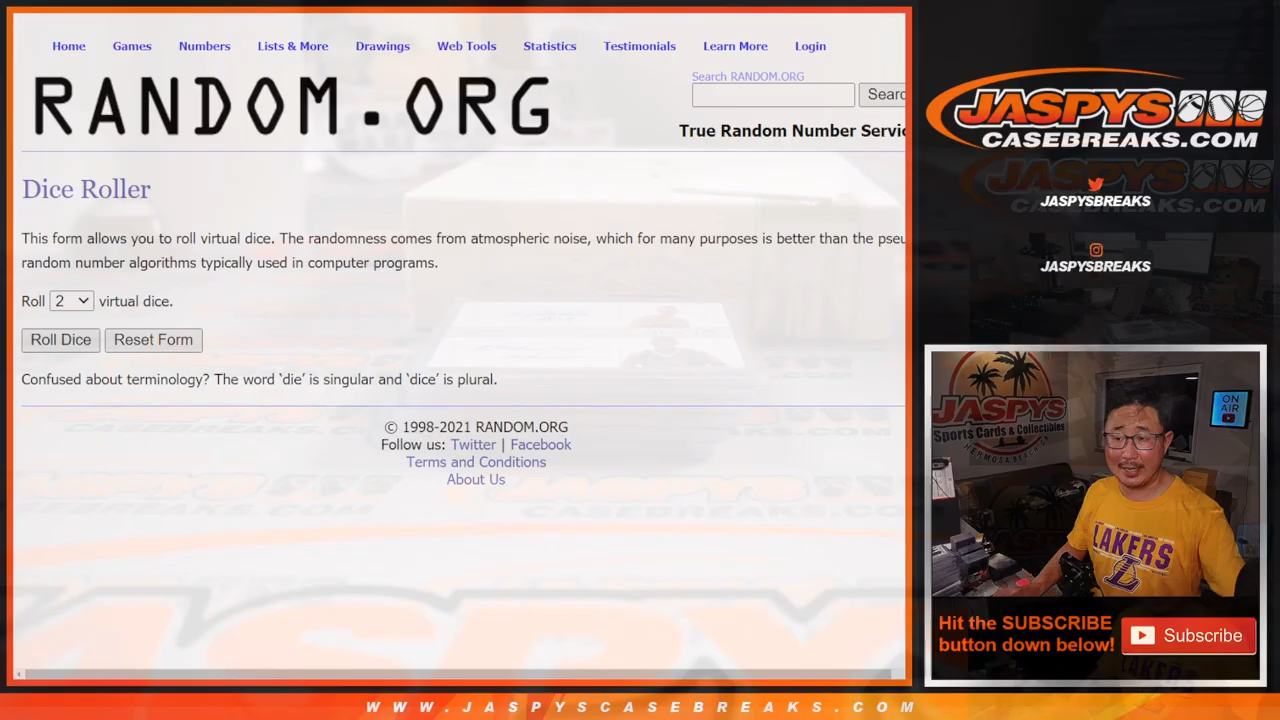 Home Games Numbers Lists & More Drawings Web Tools Statistics Testimonials Learn More Login
RANDOM.ORG
Search RANDOM.ORG
Searc
True Random Number Servic
Dice Roller
This form allows you to roll virtual dice. The randomness comes from atmospheric noise, which for many purposes is better than the pseu
random number algorithms typically used in computer programs.
Roll 2 virtual dice.
Roll Dice Reset Form
Confused about terminology? The word ‘die’ is singular and ‘dice’ is plural.
© 1998-2021 RANDOM.ORG
Follow us: Twitter | Facebook
Terms and Conditions
About Us
JASPYS
CASEBREAKS.COM
JASPYSBREAKS
JASPYSBREAKS
JASPYS
Sports Cards & Collectibles
HERMOSA BEACH CA
ON
AIR
LAKERS
L
Hit the SUBSCRIBE
button down below!
Subscribe
WWW.JASPYSCASEBREAKS.COM